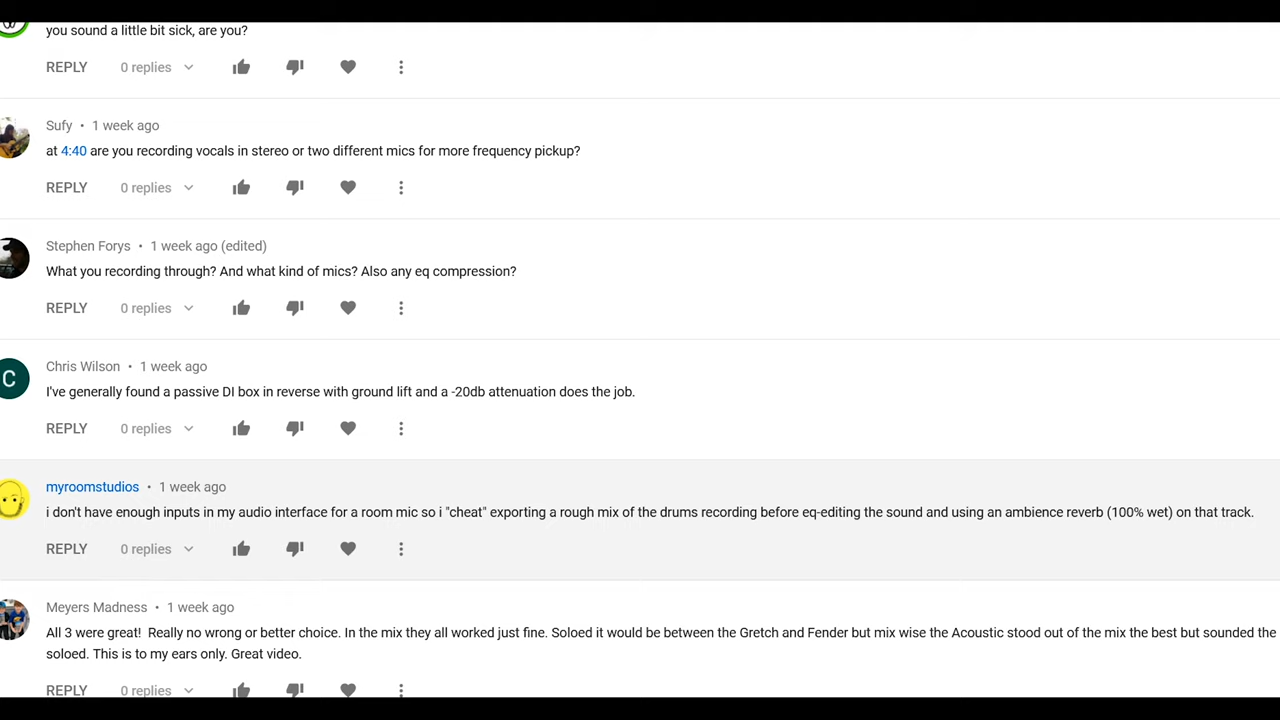 you sound a little bit sick, are you?
REPLY 0 replies
Sufy • 1 week ago
at 4:40 are you recording vocals in stereo or two different mics for more frequency pickup?
REPLY 0 replies
Stephen Forys • 1 week ago (edited)
What you recording through? And what kind of mics? Also any eq compression?
REPLY 0 replies
C
Chris Wilson • 1 week ago
I've generally found a passive DI box in reverse with ground lift and a -20db attenuation does the job.
REPLY 0 replies
myroomstudios • 1 week ago
i don't have enough inputs in my audio interface for a room mic so i "cheat" exporting a rough mix of the drums recording before eq-editing the sound and using an ambience reverb (100% wet) on that track.
REPLY 0 replies
Meyers Madness • 1 week ago
All 3 were great!  Really no wrong or better choice. In the mix they all worked just fine. Soloed it would be between the Gretch and Fender but mix wise the Acoustic stood out of the mix the best but sounded the
soloed. This is to my ears only. Great video.
REPLY 0 replies